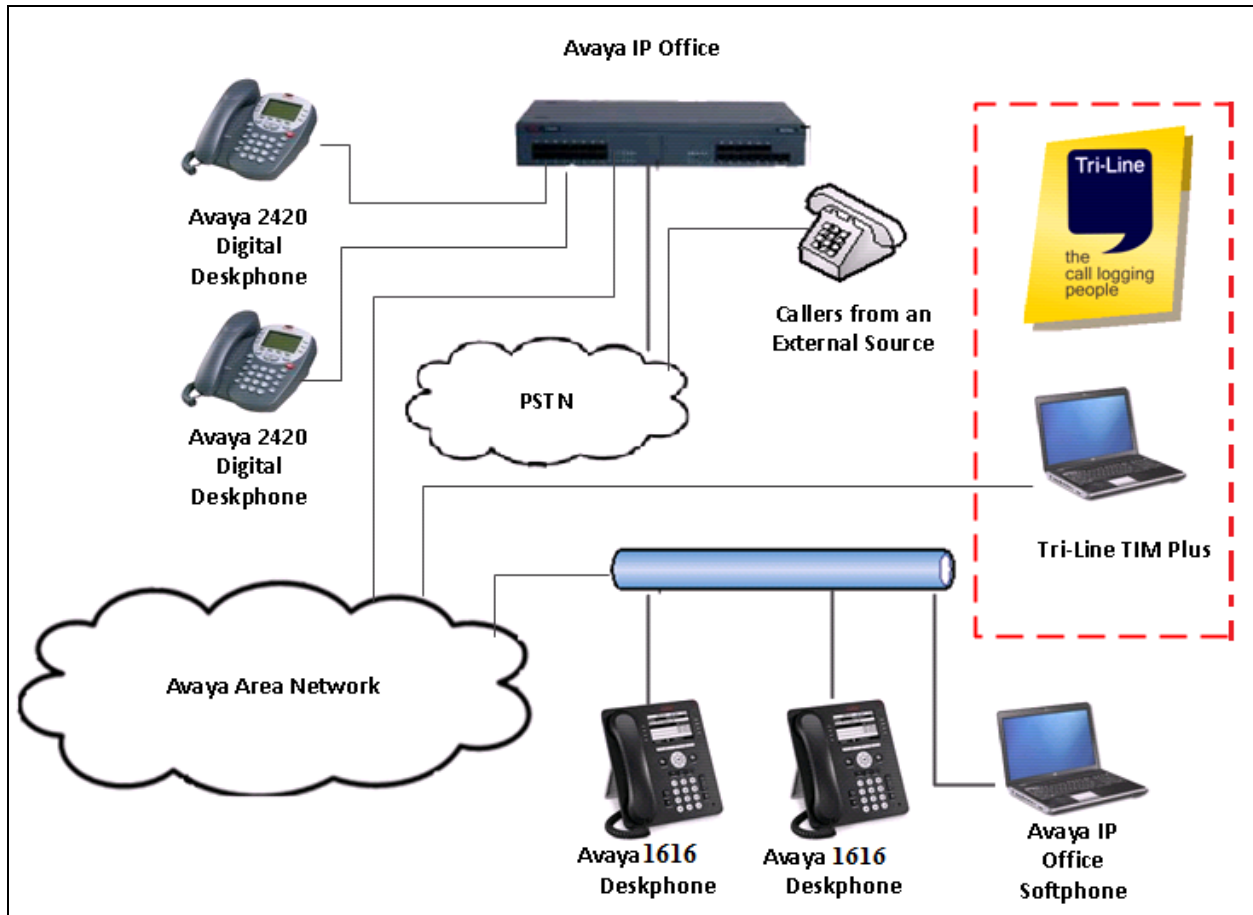 Avaya IP Office
Avaya 2420
Digital
Deskphone
Tri-Line
the
call logging
people
Callers from an
External Source
PSTN
Avaya 2420
Digital
Deskphone
Tri-Line TIM Plus
Avaya Area Network
Avaya 1616
Deskphone
Avaya 1616
Deskphone
Avaya IP
Office
Softphone